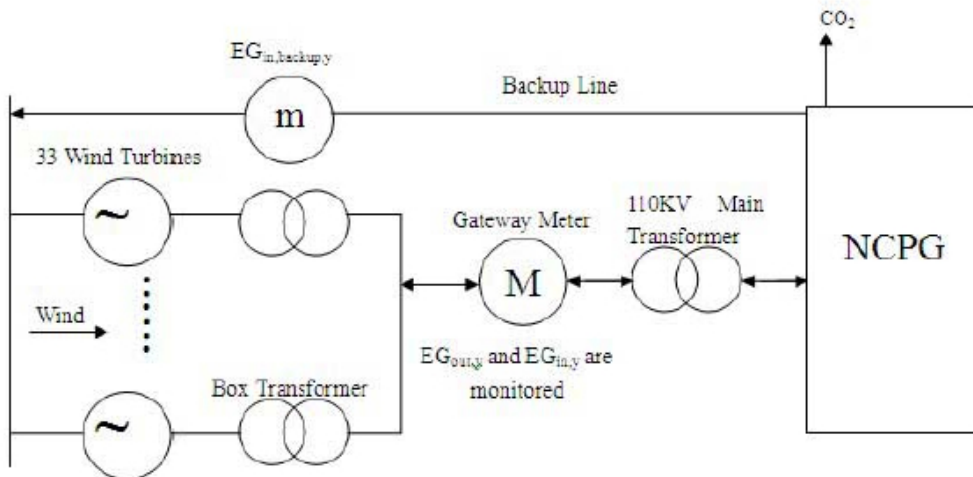 CO₂
EGin,backup,y
Backup Line
m
33 Wind Turbines
110KV Main
Transformer
Gateway Meter
NCPG
~
M
Wind
EGout,y and EGin,y are
monitored
Box Transformer
~